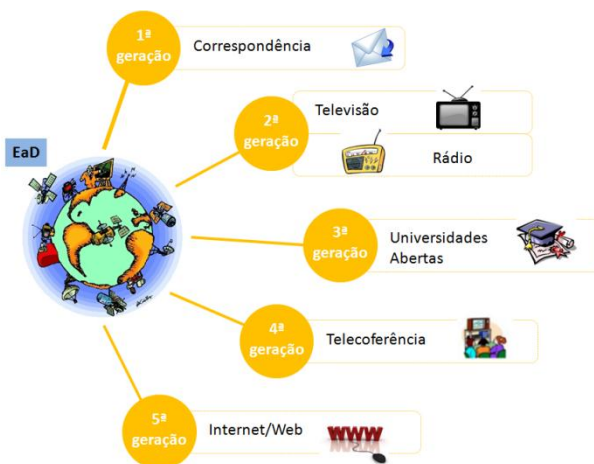 1ª
geração
Correspondência
2ª
geração
Televisão
Rádio
EaD
3ª
geração
Universidades
Abertas
4ª
geração
Telecoferência
5ª
geração
Internet/Web
WWW